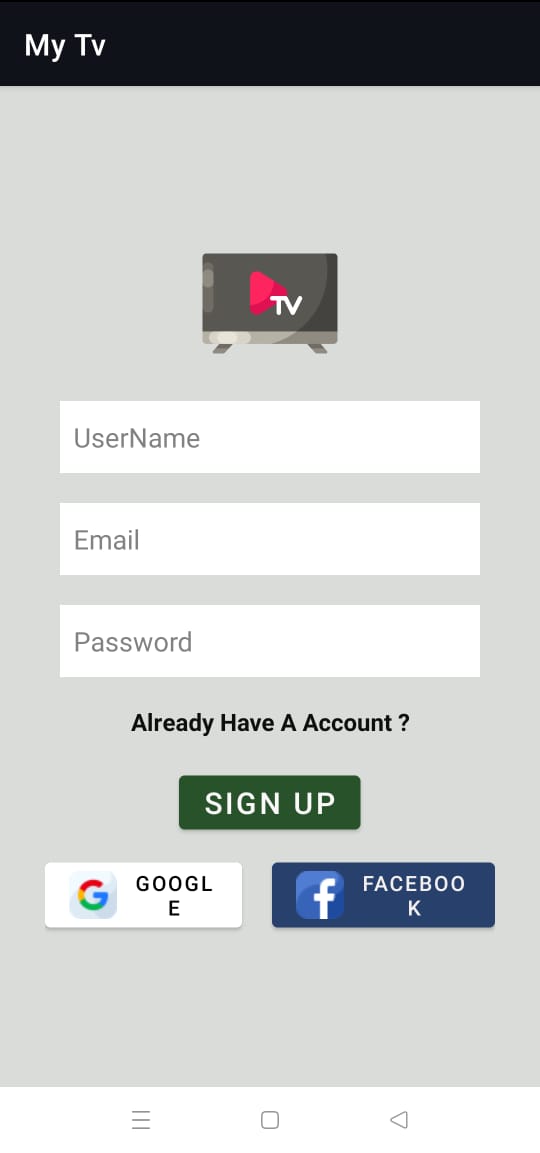 My Tv
TV
UserName
Email
Password
Already Have A Account ?
SIGN UP
GOOGL
E
FACEBOO
K